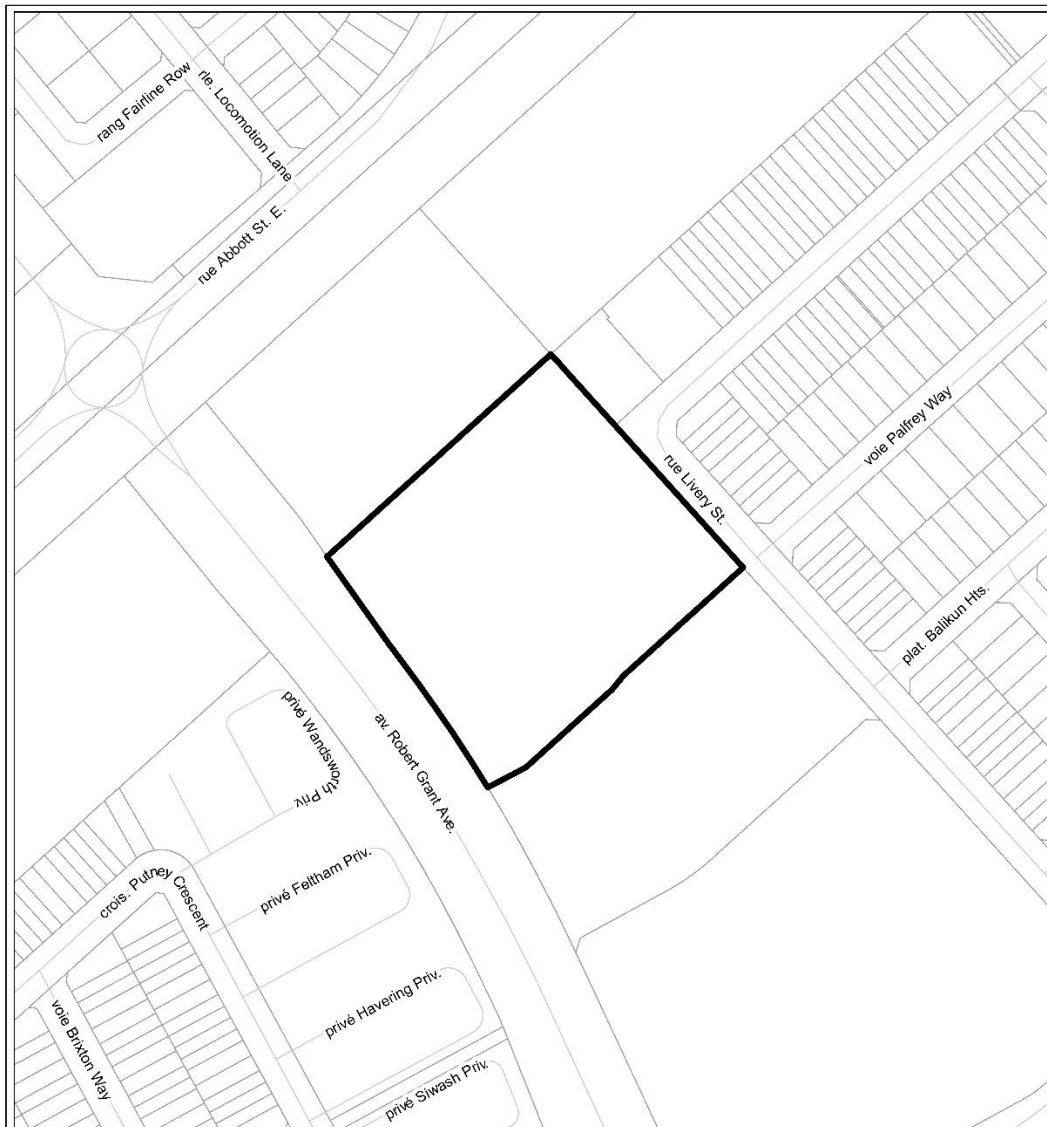 rang Fairline Row
rle. Locomotion Lane
rue Abbott St. E.
voie Palfrey Way
rue Livery St.
plat. Balikun Hts.
privé Wandsworth Priv.
av. Robert Grant Ave.
privé Feltham Priv.
crois. Putney Crescent
privé Havering Priv.
voie Brixton Way
privé Siwash Priv.